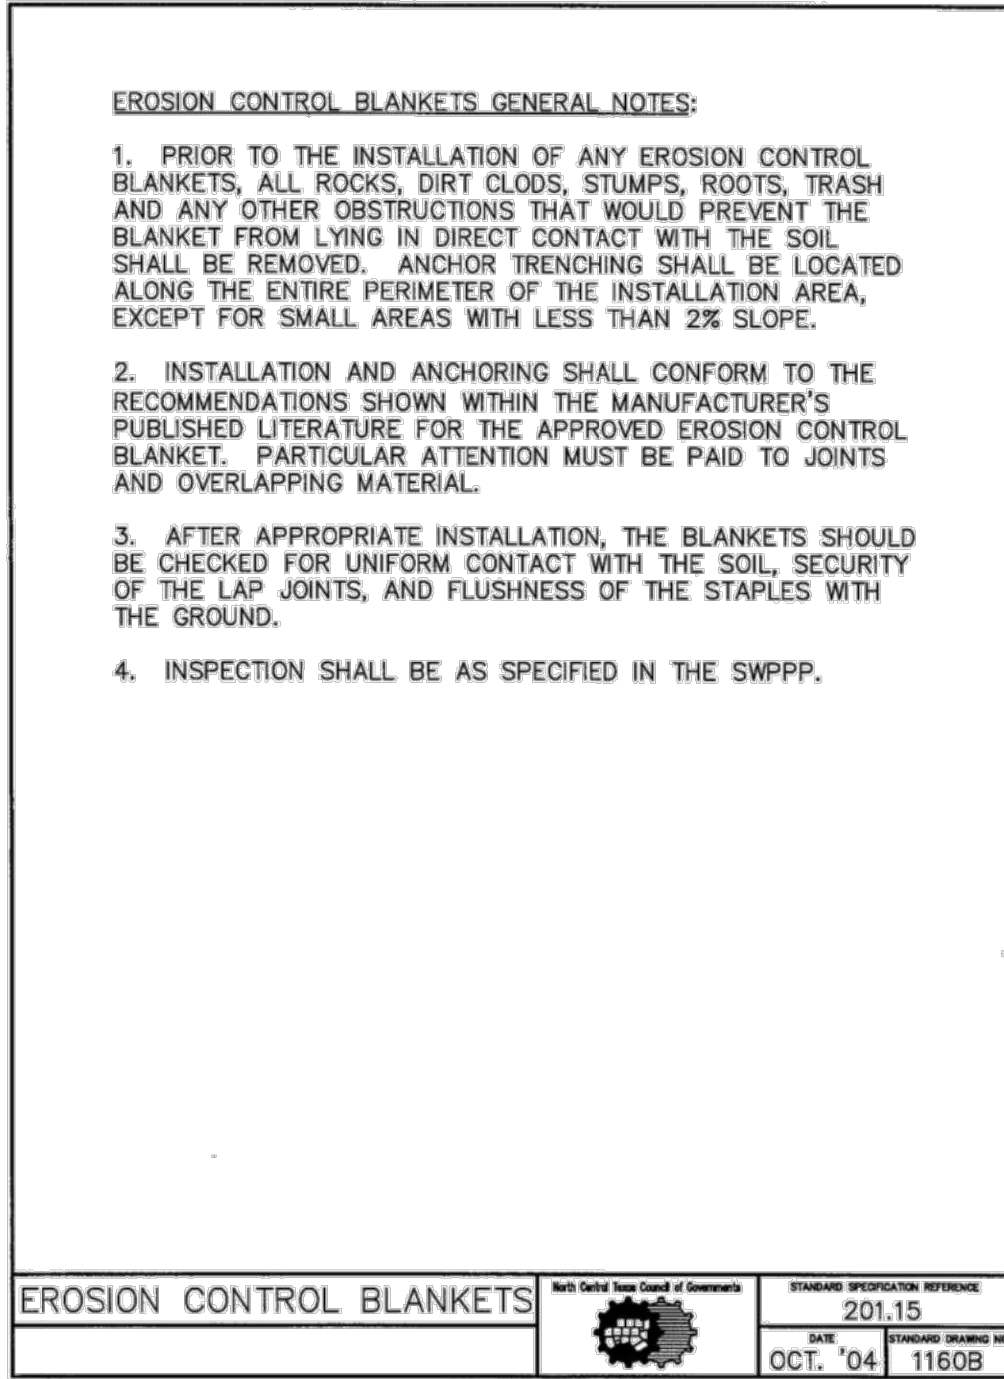 EROSION CONTROL BLANKETS GENERAL NOTES:
1. PRIOR TO THE INSTALLATION OF ANY EROSION CONTROL
BLANKETS, ALL ROCKS, DIRT CLODS, STUMPS, ROOTS, TRASH
AND ANY OTHER OBSTRUCTIONS THAT WOULD PREVENT THE
BLANKET FROM LYING IN DIRECT CONTACT WITH THE SOIL
SHALL BE REMOVED. ANCHOR TRENCHING SHALL BE LOCATED
ALONG THE ENTIRE PERIMETER OF THE INSTALLATION AREA,
EXCEPT FOR SMALL AREAS WITH LESS THAN 2% SLOPE.
2. INSTALLATION AND ANCHORING SHALL CONFORM TO THE
RECOMMENDATIONS SHOWN WITHIN THE MANUFACTURER'S
PUBLISHED LITERATURE FOR THE APPROVED EROSION CONTROL
BLANKET. PARTICULAR ATTENTION MUST BE PAID TO JOINTS
AND OVERLAPPING MATERIAL.
3. AFTER APPROPRIATE INSTALLATION, THE BLANKETS SHOULD
BE CHECKED FOR UNIFORM CONTACT WITH THE SOIL, SECURITY
OF THE LAP JOINTS, AND FLUSHNESS OF THE STAPLES WITH
THE GROUND.
4. INSPECTION SHALL BE AS SPECIFIED IN THE SWPPP.
EROSION CONTROL BLANKETS
North Central Texas Council of Governments
STANDARD SPECIFICATION REFERENCE
201.15
DATE
OCT. '04
STANDARD DRAWING NO
1160B